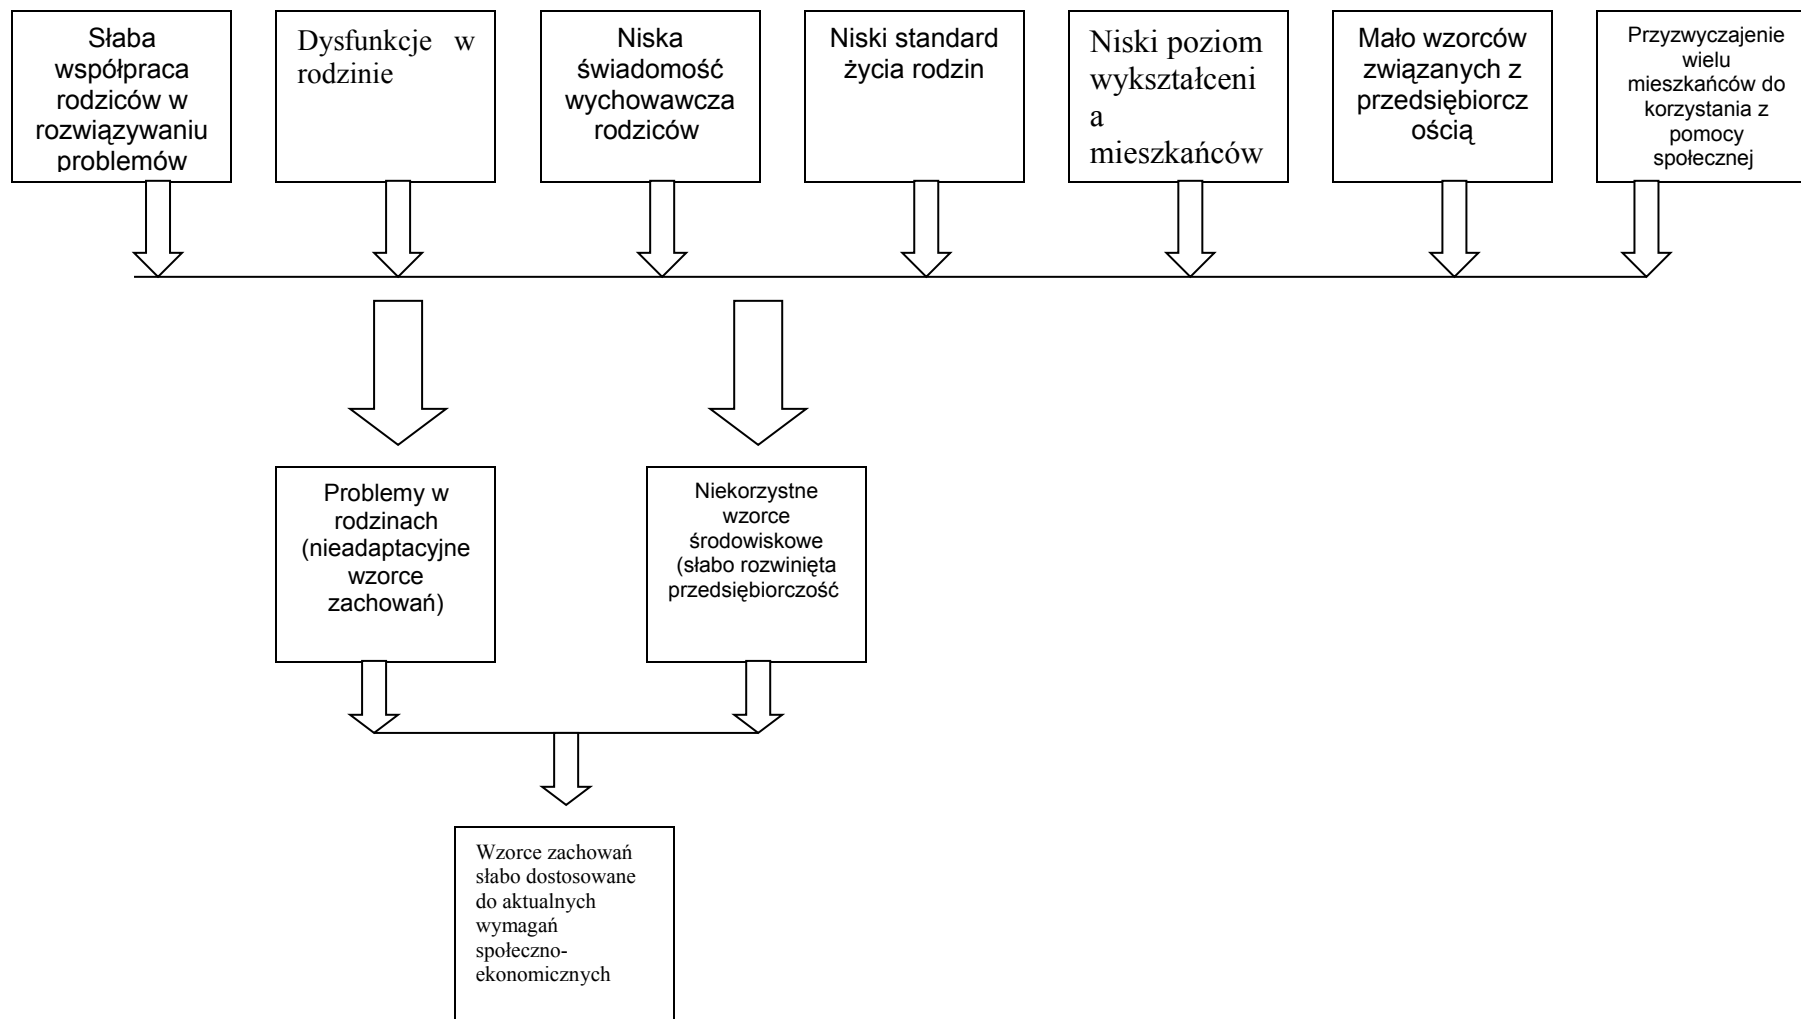 Słaba
współpraca
rodziców w
rozwiązywaniu
problemów
Dysfunkcje w
rodzinie
Niska
świadomość
wychowawcza
rodziców
Niski standard
życia rodzin
Niski poziom
wykształceni
a
mieszkańców
Mało wzorców
związanych z
przedsiębiorcz
ością
Przyzwyczajenie
wielu
mieszkańców do
korzystania z
pomocy
społecznej
Problemy w
rodzinach
(nieadaptacyjne
wzorce
zachowań)
Niekorzystne
wzorce
środowiskowe
(słabo rozwinięta
przedsiębiorczość
Wzorce zachowań
słabo dostosowane
do aktualnych
wymagań
społeczno-
ekonomicznych